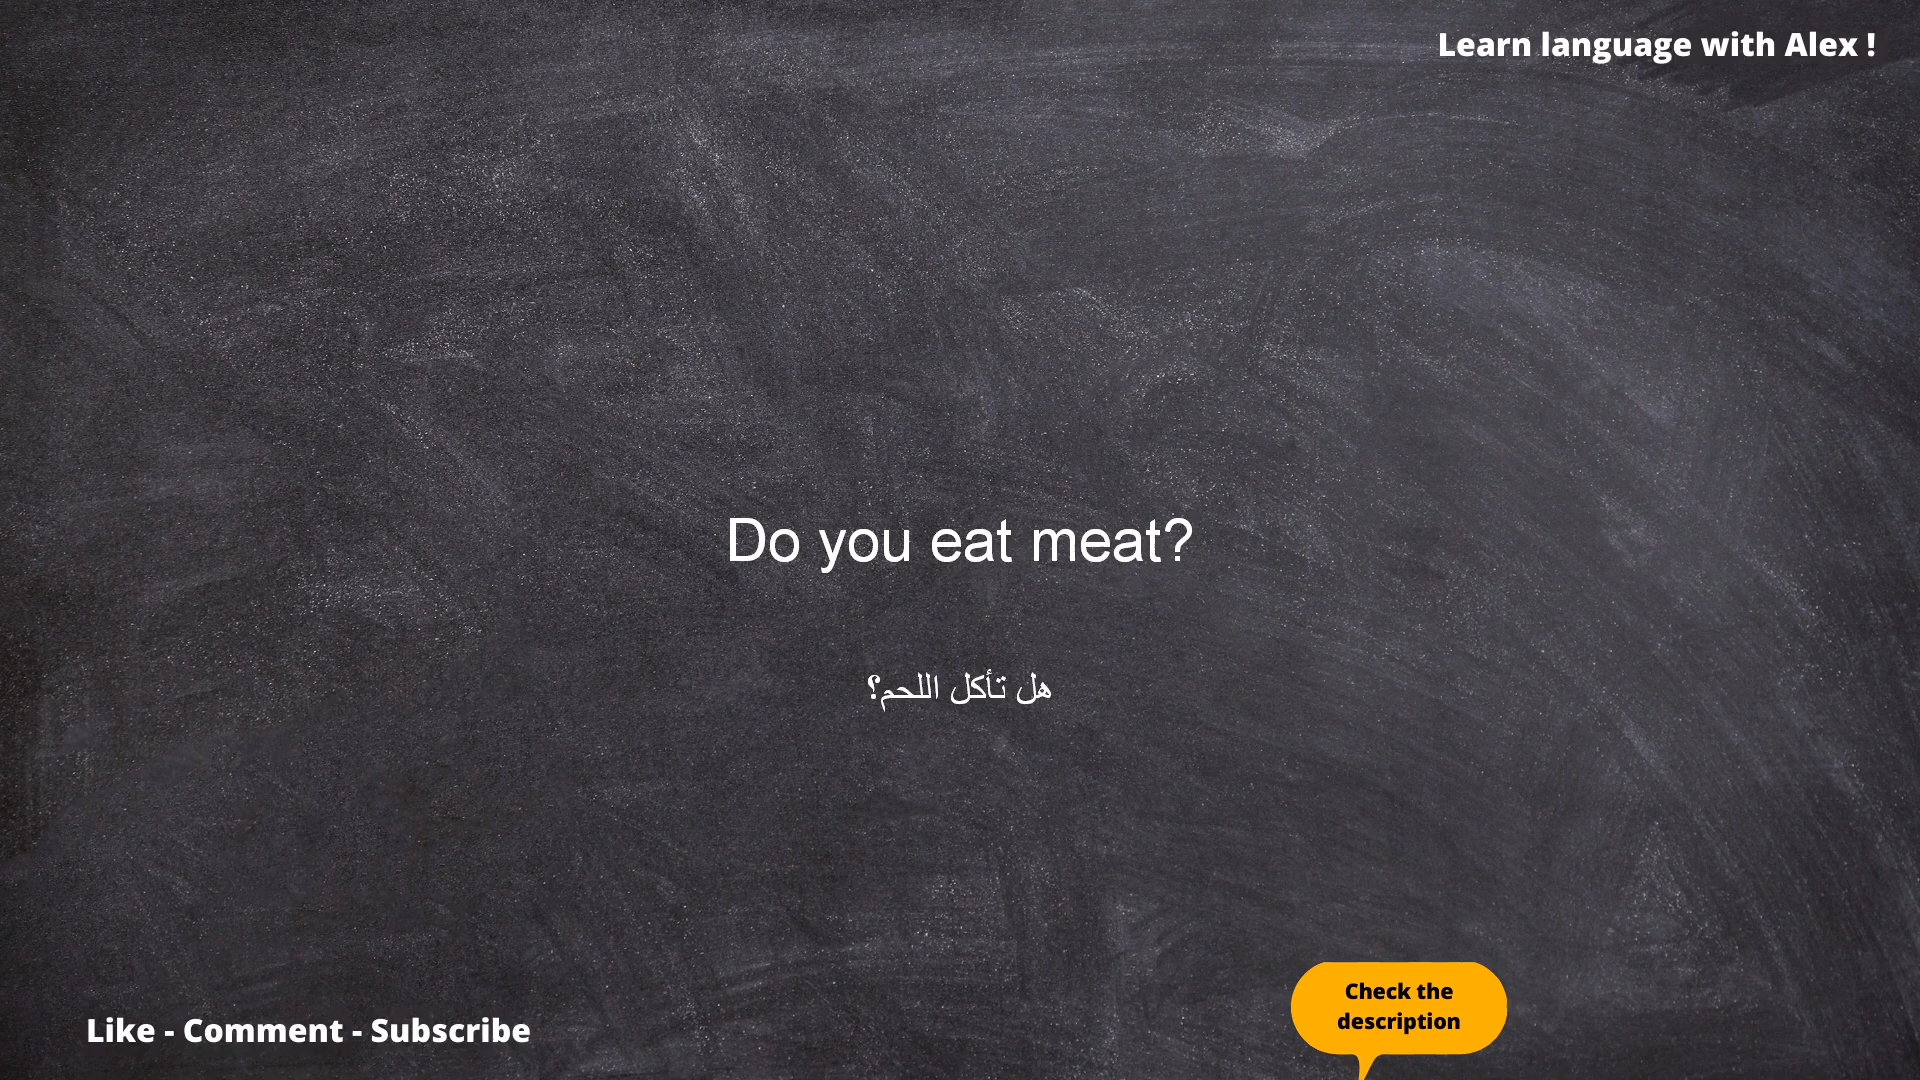 Learn language with Alex !
Do you eat meat?
هل تأكل اللحم؟
Check the
description
Like - Comment - Subscribe